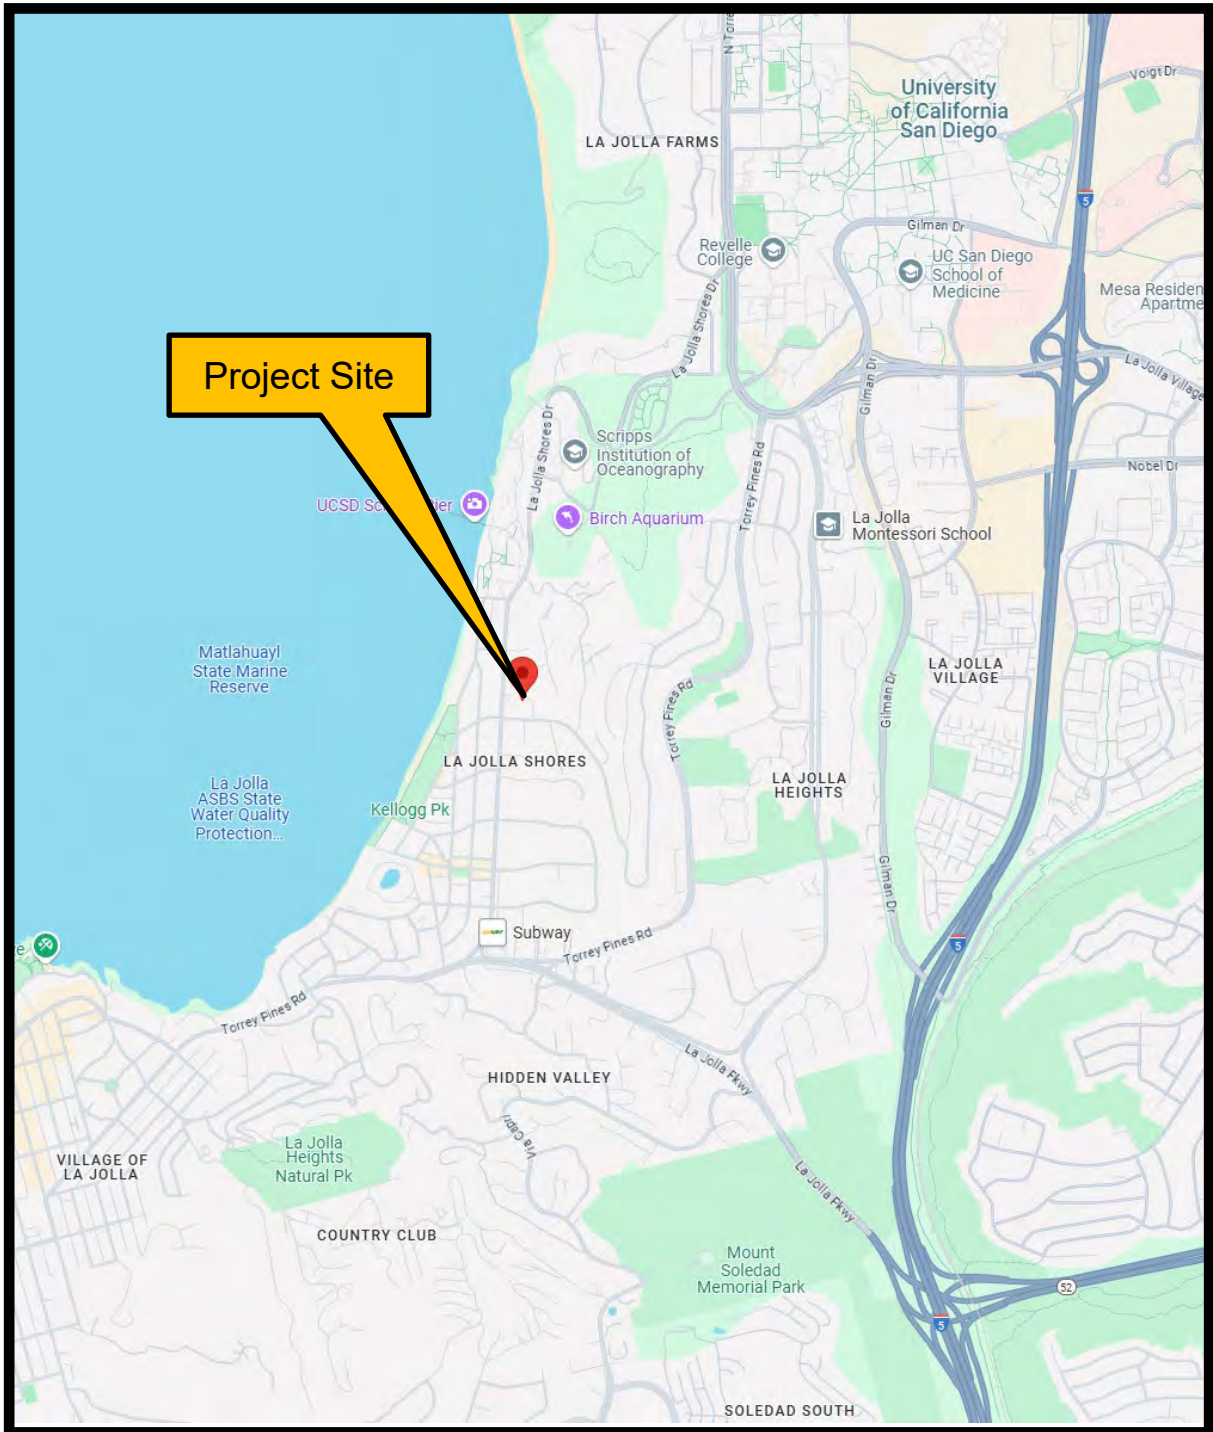 N Torre
Voigt Dr
University
of California
San Diego
LA JOLLA FARMS
5
Gilman Dr
Revelle
College
UC San Diego
School of
Medicine
Mesa Residen
Apartme
La Jolla Shores Dr
Project Site
La Jolla Village
Gilman Dr
La Jolla Shores Dr
Scripps
Institution of
Oceanography
Torrey Pines Rd
Nobel Dr
UCSD Sc
ier
Birch Aquarium
La Jolla
Montessori School
Matlahuayl
State Marine
Reserve
LA JOLLA
VILLAGE
Torrey Pines Rd
Gilman Dr
LA JOLLA SHORES
La Jolla
ASBS State
Water Quality
Protection...
LA JOLLA
HEIGHTS
Kellogg Pk
Gilman Dr
Subway
Torrey Pines Rd
5
e
Torrey Pines Rd
La Jolla Pkwy
HIDDEN VALLEY
Via Capri
La Jolla
Heights
Natural Pk
VILLAGE OF
LA JOLLA
La Jolla Pkwy
COUNTRY CLUB
Mount
Soledad
Memorial Park
52
5
SOLEDAD SOUTH